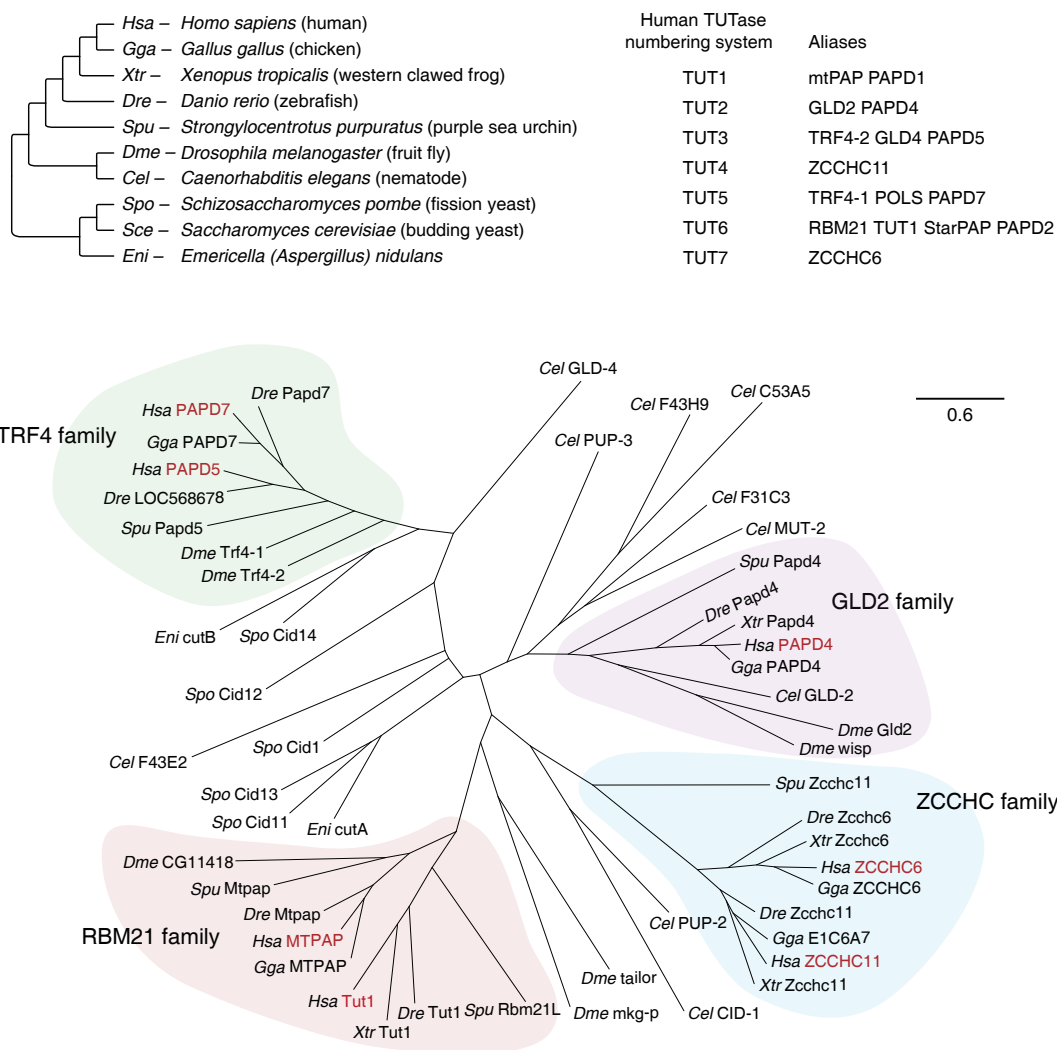 Hsa – Homo sapiens (human)
Gga – Gallus gallus (chicken)
Xtr – Xenopus tropicalis (western clawed frog)
Dre – Danio rerio (zebrafish)
Spu – Strongylocentrotus purpuratus (purple sea urchin)
Dme – Drosophila melanogaster (fruit fly)
Cel – Caenorhabditis elegans (nematode)
Spo – Schizosaccharomyces pombe (fission yeast)
Sce – Saccharomyces cerevisiae (budding yeast)
Eni – Emericella (Aspergillus) nidulans
Human TUTase
numbering system Aliases
TUT1 mtPAP PAPD1
TUT2 GLD2 PAPD4
TUT3 TRF4-2 GLD4 PAPD5
TUT4 ZCCHC11
TUT5 TRF4-1 POLS PAPD7
TUT6 RBM21 TUT1 StarPAP PAPD2
TUT7 ZCCHC6
TRF4 family
Dre Papd7
Hsa PAPD7
Gga PAPD7
Hsa PAPD5
Dre LOC568678
Spu Papd5
Dme Trf4-1
Dme Trf4-2
Eni cutB
Spo Cid14
Spo Cid12
Cel F43E2
Spo Cid1
Spo Cid13
Spo Cid11
Eni cutA
Cel GLD-4
Cel PUP-3
Cel F43H9
Cel C53A5
0.6
Cel F31C3
Cel MUT-2
GLD2 family
Spu Papd4
Dre Papd4
Xtr Papd4
Hsa PAPD4
Gga PAPD4
Cel GLD-2
Dme Gld2
Dme wisp
ZCCHC family
Spu Zcchc11
Dre Zcchc6
Xtr Zcchc6
Hsa ZCCHC6
Gga ZCCHC6
Dre Zcchc11
Gga E1C6A7
Hsa ZCCHC11
Xtr Zcchc11
Cel PUP-2
Cel CID-1
Dme tailor
Dme mkg-p
RBM21 family
Dme CG11418
Spu Mtpap
Dre Mtpap
Hsa MTPAP
Gga MTPAP
Hsa Tut1
Xtr Tut1
Dre Tut1
Spu Rbm21L